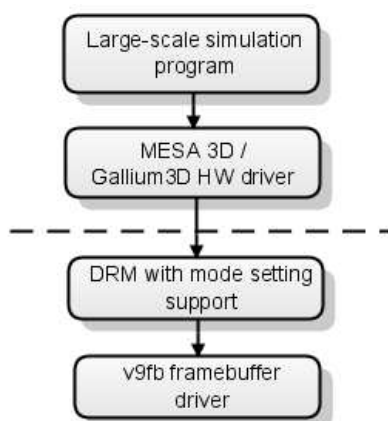 Large-scale simulation
program
MESA 3D /
Gallium3D HW driver
DRM with mode setting
support
v9fb framebuffer
driver